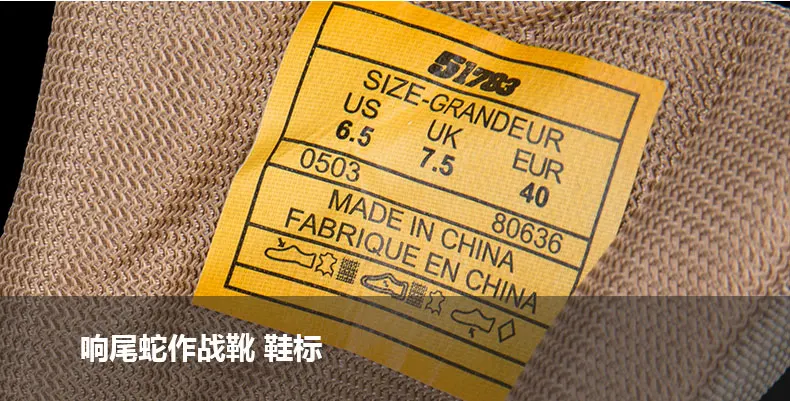 51783
SIZE-GRANDEUR
US UK EUR
6.5 7.5 40
0503 80636
MADE IN CHINA
FABRIQUE EN CHINA
响尾蛇作战靴 鞋标